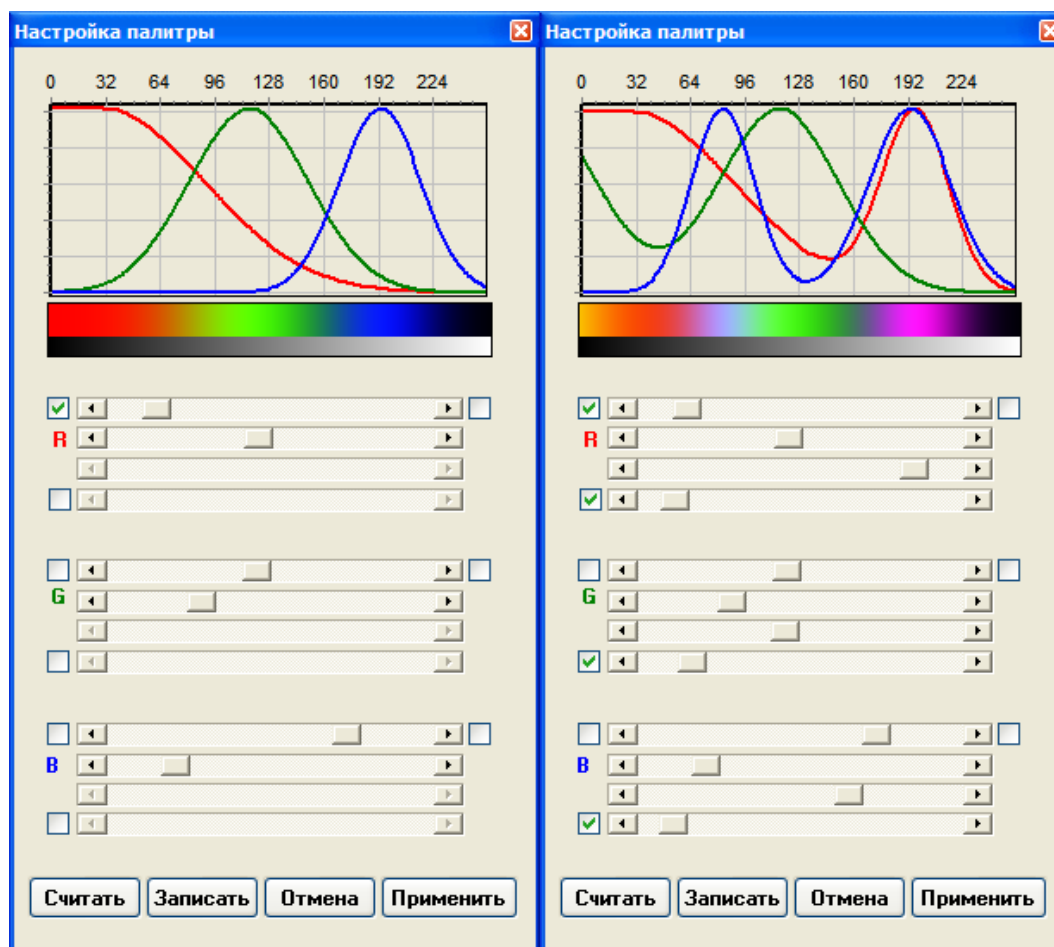 Настройка палитры
0 32 64 96 128 160 192 224
R
G
B
Считать Записать Отмена Применить
Настройка палитры
0 32 64 96 128 160 192 224
R
G
B
Считать Записать Отмена Применить